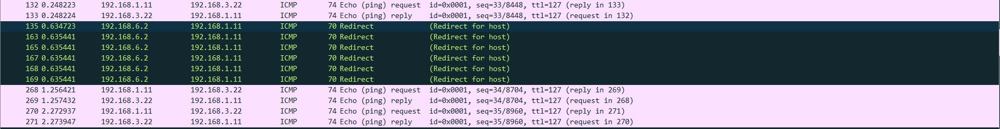 132 0.248223 192.168.1.11 192.168.3.22 ICMP 74 Echo (ping) request id=0x0001, seq=33/8448, ttl=127 (reply in 133)
133 0.248224 192.168.3.22 192.168.1.11 ICMP 74 Echo (ping) reply id=0x0001, seq=33/8448, ttl=127 (request in 132)
135 0.634723 192.168.6.2 192.168.1.11 ICMP 70 Redirect (Redirect for host)
163 0.635441 192.168.6.2 192.168.1.11 ICMP 70 Redirect (Redirect for host)
165 0.635441 192.168.6.2 192.168.1.11 ICMP 70 Redirect (Redirect for host)
167 0.635441 192.168.6.2 192.168.1.11 ICMP 70 Redirect (Redirect for host)
168 0.635441 192.168.6.2 192.168.1.11 ICMP 70 Redirect (Redirect for host)
169 0.635441 192.168.6.2 192.168.1.11 ICMP 70 Redirect (Redirect for host)
268 1.256421 192.168.1.11 192.168.3.22 ICMP 74 Echo (ping) request id=0x0001, seq=34/8704, ttl=127 (reply in 269)
269 1.257432 192.168.3.22 192.168.1.11 ICMP 74 Echo (ping) reply id=0x0001, seq=34/8704, ttl=127 (request in 268)
270 2.272937 192.168.1.11 192.168.3.22 ICMP 74 Echo (ping) request id=0x0001, seq=35/8960, ttl=127 (reply in 271)
271 2.273947 192.168.3.22 192.168.1.11 ICMP 74 Echo (ping) reply id=0x0001, seq=35/8960, ttl=127 (request in 270)